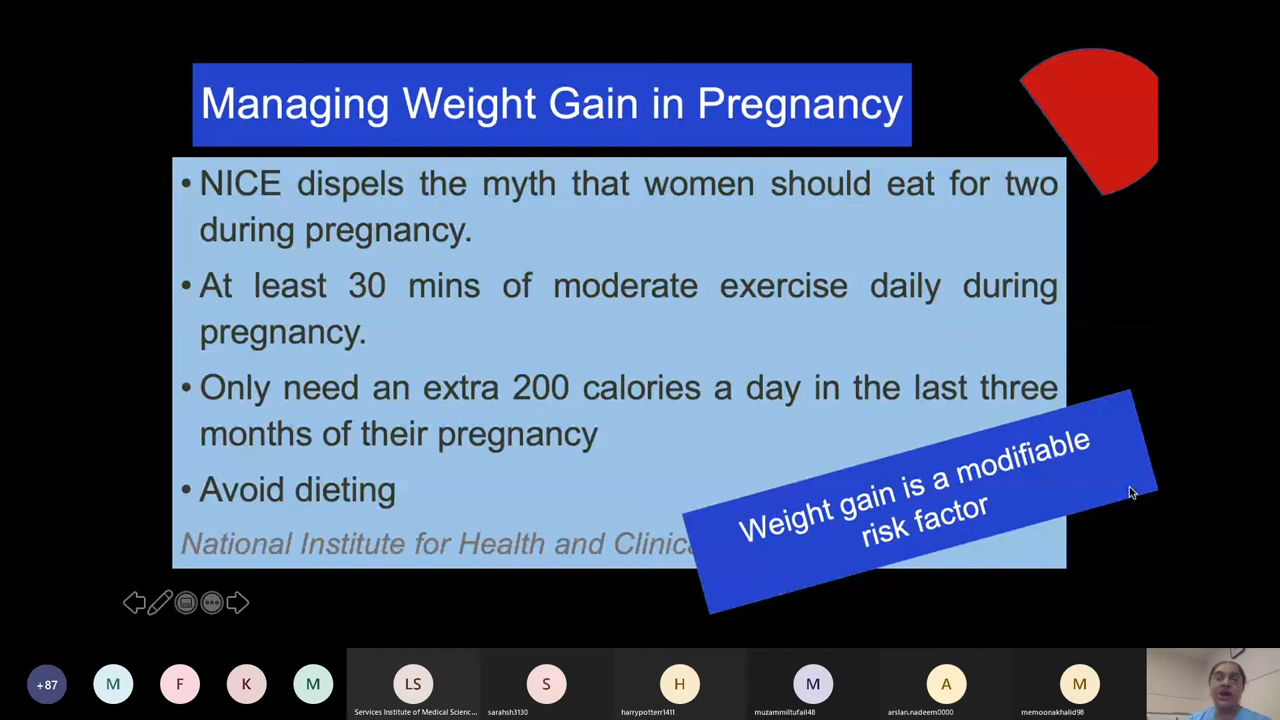 Managing Weight Gain in Pregnancy
• NICE dispels the myth that women should eat for two
during pregnancy.
• At least 30 mins of moderate exercise daily during
pregnancy.
• Only need an extra 200 calories a day in the last three
months of their pregnancy
• Avoid dieting
National Institute for Health and
Weight gain is a modifiable
risk factor
+87
M
F
K
M
LS
S
H
M
A
M
Services Institute of Medical Scienc...
sarahsh3130
harrypotterr1411
muzammiltufail48
arslan.nadeem0000
memoonakhalid98